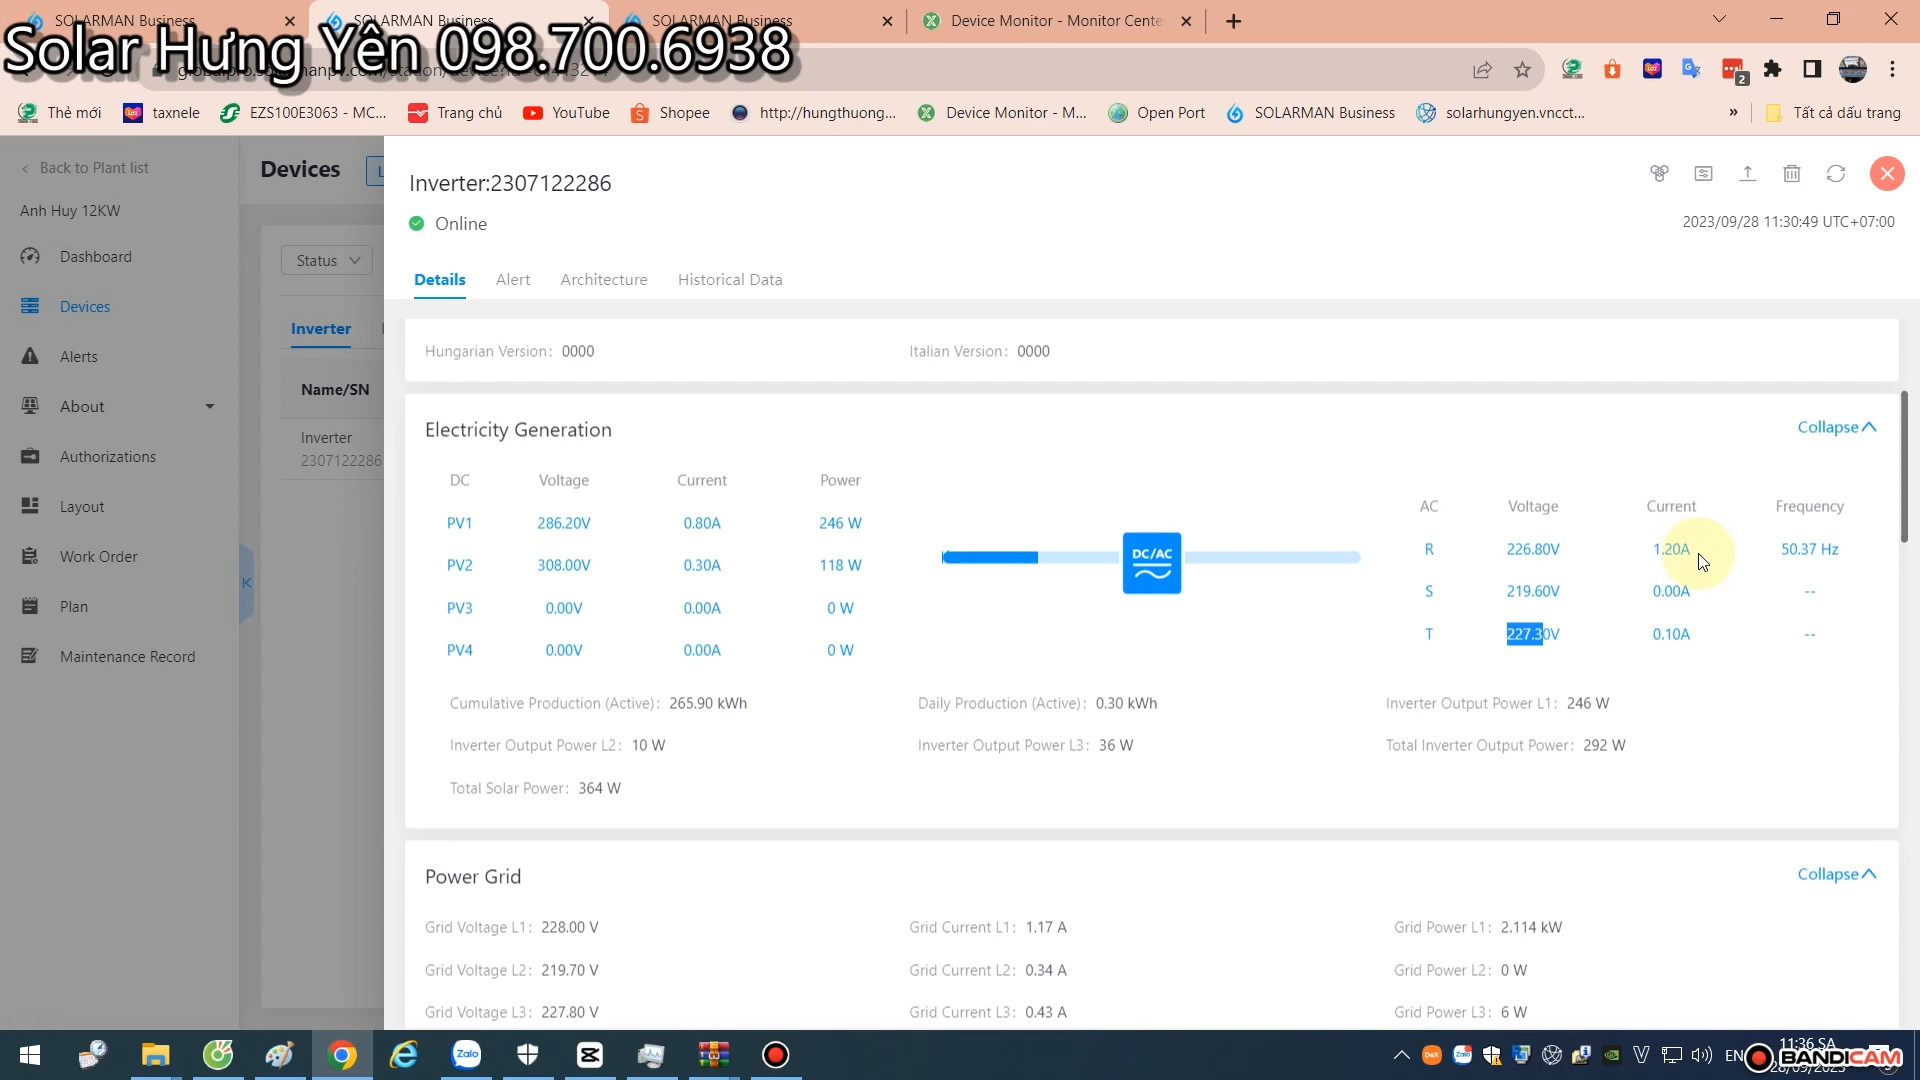 SOLARMAN Business
SOLARMAN Business
SOLARMAN Business
Device Monitor - Monitor Cente
Solar Hưng Yên 098.700.6938
2
Thẻ mới
taxnele
EZS100E3063 - MC...
Trang chủ
YouTube
Shopee
http://hungthuong...
Device Monitor - M...
Open Port
SOLARMAN Business
solarhungyen.vncct...
»
Tất cả dấu trang
Back to Plant list
Anh Huy 12KW
Dashboard
Devices
Alerts
About
Authorizations
Layout
Work Order
Plan
Maintenance Record
Devices
Status
Inverter
Name/SN
Inverter
2307122286
Inverter:2307122286
Online
2023/09/28 11:30:49 UTC+07:00
Details Alert Architecture Historical Data
Hungarian Version: 0000 Italian Version: 0000
Electricity Generation Collapse
DC Voltage Current Power
PV1 286.20V 0.80A 246 W
PV2 308.00V 0.30A 118 W
PV3 0.00V 0.00A 0 W
PV4 0.00V 0.00A 0 W
DC/AC
AC Voltage Current Frequency
R 226.80V 1.20A 50.37 Hz
S 219.60V 0.00A --
T 227.30V 0.10A --
Cumulative Production (Active): 265.90 kWh Daily Production (Active): 0.30 kWh Inverter Output Power L1: 246 W
Inverter Output Power L2: 10 W Inverter Output Power L3: 36 W Total Inverter Output Power: 292 W
Total Solar Power: 364 W
Power Grid Collapse
Grid Voltage L1: 228.00 V Grid Current L1: 1.17 A Grid Power L1: 2.114 kW
Grid Voltage L2: 219.70 V Grid Current L2: 0.34 A Grid Power L2: 0 W
Grid Voltage L3: 227.80 V Grid Current L3: 0.43 A Grid Power L3: 6 W
Zalo
EN
11:36 SA
28/09/2023
BANDICAM